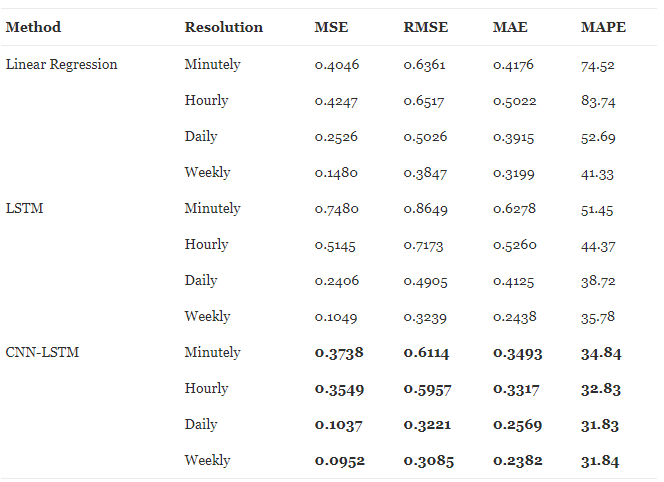 Method Resolution MSE RMSE MAE MAPE
Linear Regression Minutely 0.4046 0.6361 0.4176 74.52
Hourly 0.4247 0.6517 0.5022 83.74
Daily 0.2526 0.5026 0.3915 52.69
Weekly 0.1480 0.3847 0.3199 41.33
LSTM Minutely 0.7480 0.8649 0.6278 51.45
Hourly 0.5145 0.7173 0.5260 44.37
Daily 0.2406 0.4905 0.4125 38.72
Weekly 0.1049 0.3239 0.2438 35.78
CNN-LSTM Minutely 0.3738 0.6114 0.3493 34.84
Hourly 0.3549 0.5957 0.3317 32.83
Daily 0.1037 0.3221 0.2569 31.83
Weekly 0.0952 0.3085 0.2382 31.84